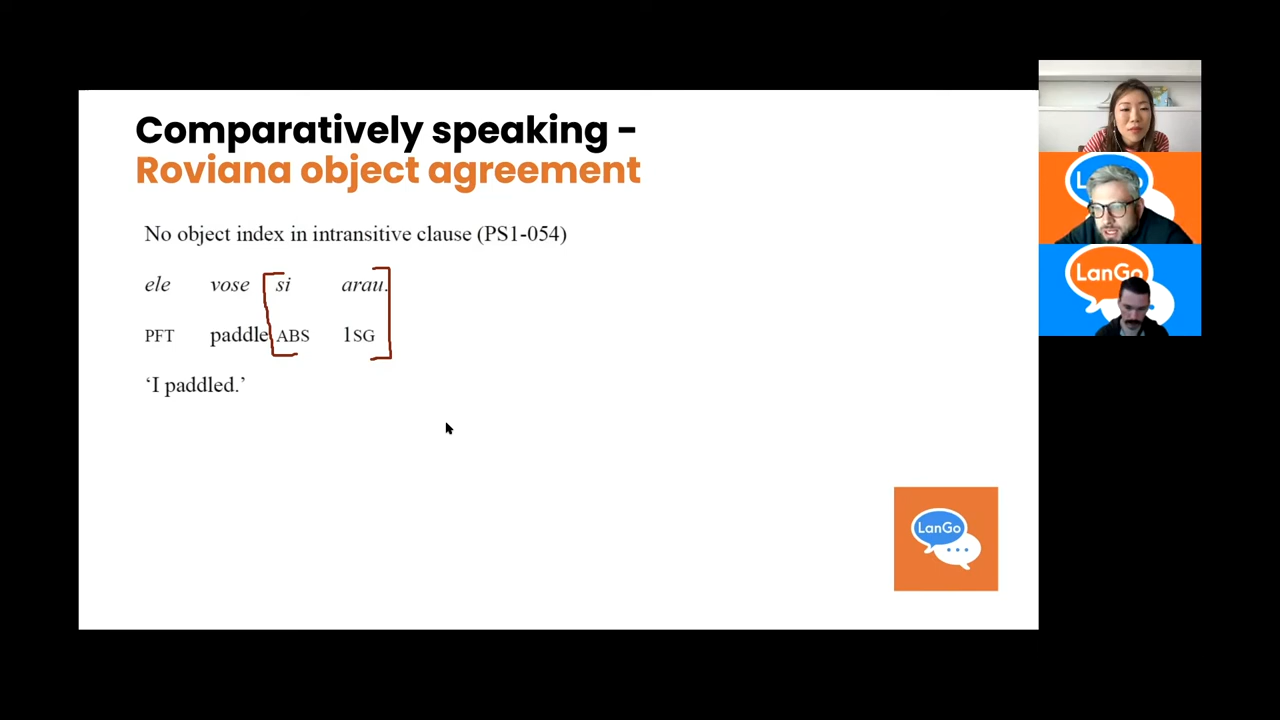 Comparatively speaking -
Roviana object agreement
No object index in intransitive clause (PS1-054)
ele vose si arau.
PFT paddle ABS 1SG
‘I paddled.’
LanGo
LanGo